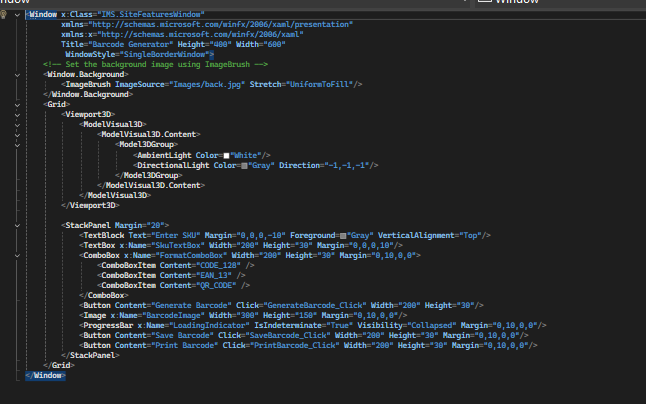 Window
<Window x:Class="IMS.SiteFeaturesWindow"
xmlns="http://schemas.microsoft.com/winfx/2006/xaml/presentation"
xmlns:x="http://schemas.microsoft.com/winfx/2006/xaml"
Title="Barcode Generator" Height="400" Width="600"
WindowStyle="SingleBorderWindow">
<!-- Set the background image using ImageBrush -->
<Window.Background>
<ImageBrush ImageSource="Images/back.jpg" Stretch="UniformToFill"/>
</Window.Background>
<Grid>
<Viewport3D>
<ModelVisual3D>
<ModelVisual3D.Content>
<Model3DGroup>
<AmbientLight Color="White"/>
<DirectionalLight Color="Gray" Direction="-1,-1,-1"/>
</Model3DGroup>
</ModelVisual3D.Content>
</ModelVisual3D>
</Viewport3D>
<StackPanel Margin="20">
<TextBlock Text="Enter SKU" Margin="0,0,0,-10" Foreground="Gray" VerticalAlignment="Top"/>
<TextBox x:Name="SkuTextBox" Width="200" Height="30" Margin="0,0,0,10"/>
<ComboBox x:Name="FormatComboBox" Width="200" Height="30" Margin="0,10,0,0">
<ComboBoxItem Content="CODE_128" />
<ComboBoxItem Content="EAN_13" />
<ComboBoxItem Content="QR_CODE" />
</ComboBox>
<Button Content="Generate Barcode" Click="GenerateBarcode_Click" Width="200" Height="30"/>
<Image x:Name="BarcodeImage" Width="300" Height="150" Margin="0,10,0,0"/>
<ProgressBar x:Name="LoadingIndicator" IsIndeterminate="True" Visibility="Collapsed" Margin="0,10,0,0"/>
<Button Content="Save Barcode" Click="SaveBarcode_Click" Width="200" Height="30" Margin="0,10,0,0"/>
<Button Content="Print Barcode" Click="PrintBarcode_Click" Width="200" Height="30" Margin="0,10,0,0"/>
</StackPanel>
</Grid>
</Window>